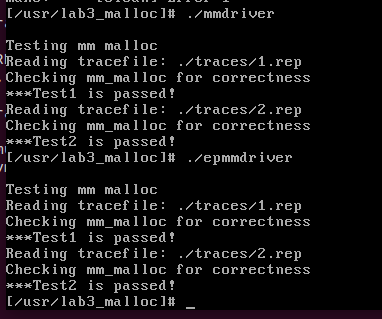 [/usr/lab3_malloc]# ./mmdriver
Testing mm malloc
Reading tracefile: ./traces/1.rep
Checking mm_malloc for correctness
***Test1 is passed!
Reading tracefile: ./traces/2.rep
Checking mm_malloc for correctness
***Test2 is passed!
[/usr/lab3_malloc]# ./epmmdriver
Testing mm malloc
Reading tracefile: ./traces/1.rep
Checking mm_malloc for correctness
***Test1 is passed!
Reading tracefile: ./traces/2.rep
Checking mm_malloc for correctness
***Test2 is passed!
[/usr/lab3_malloc]# _